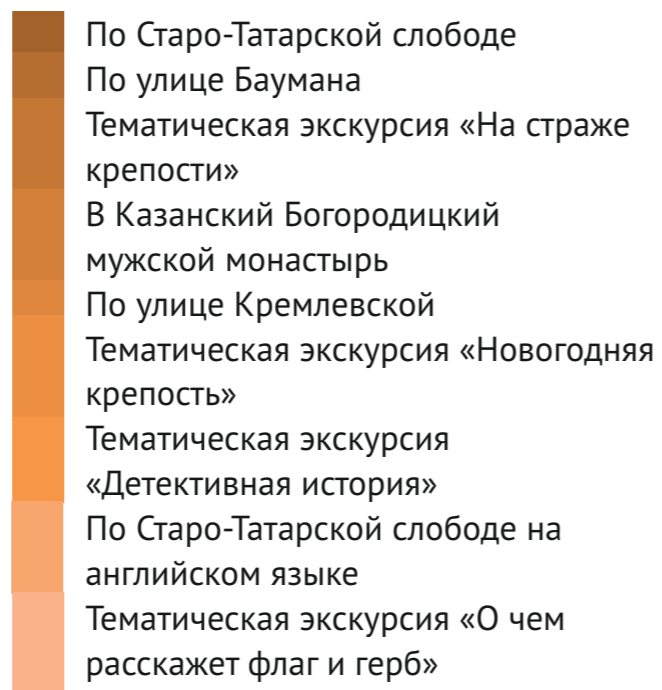 По Старо-Татарской слободе
По улице Баумана
Тематическая экскурсия «На страже
крепости»
В Казанский Богородицкий
мужской монастырь
По улице Кремлевской
Тематическая экскурсия «Новогодняя
крепость»
Тематическая экскурсия
«Детективная история»
По Старо-Татарской слободе на
английском языке
Тематическая экскурсия «О чем
расскажет флаг и герб»